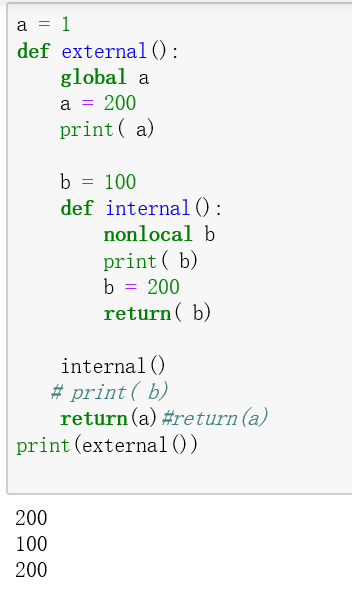 a = 1
def external():
    global a
    a = 200
    print( a)

    b = 100
    def internal():
        nonlocal b
        print( b)
        b = 200
        return( b)

    internal()
   # print( b)
    return(a)#return(a)
print(external())
200
100
200